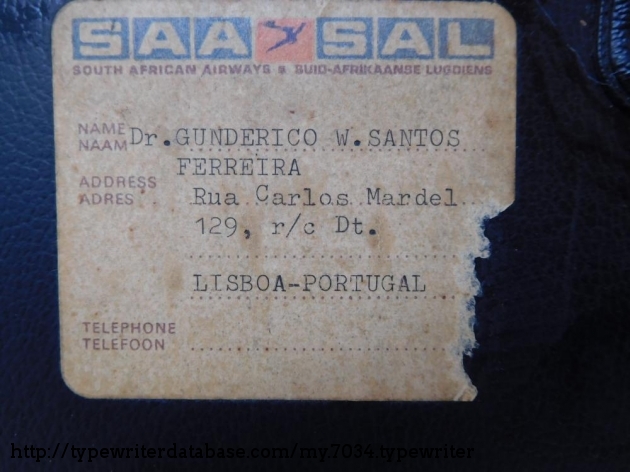 SAA SAL
SOUTH AFRICAN AIRWAYS SUID-AFRIKAANSE LUGDIENS
NAME Dr. GUNDERICO W. SANTOS
NAAM
FERREIRA
ADDRESS
ADRES Rua Carlos Mardel
129, r/c Dt.
LISBOA-PORTUGAL
TELEPHONE
TELEFOON
http://typewriterdatabase.com/my.7034.typewriter